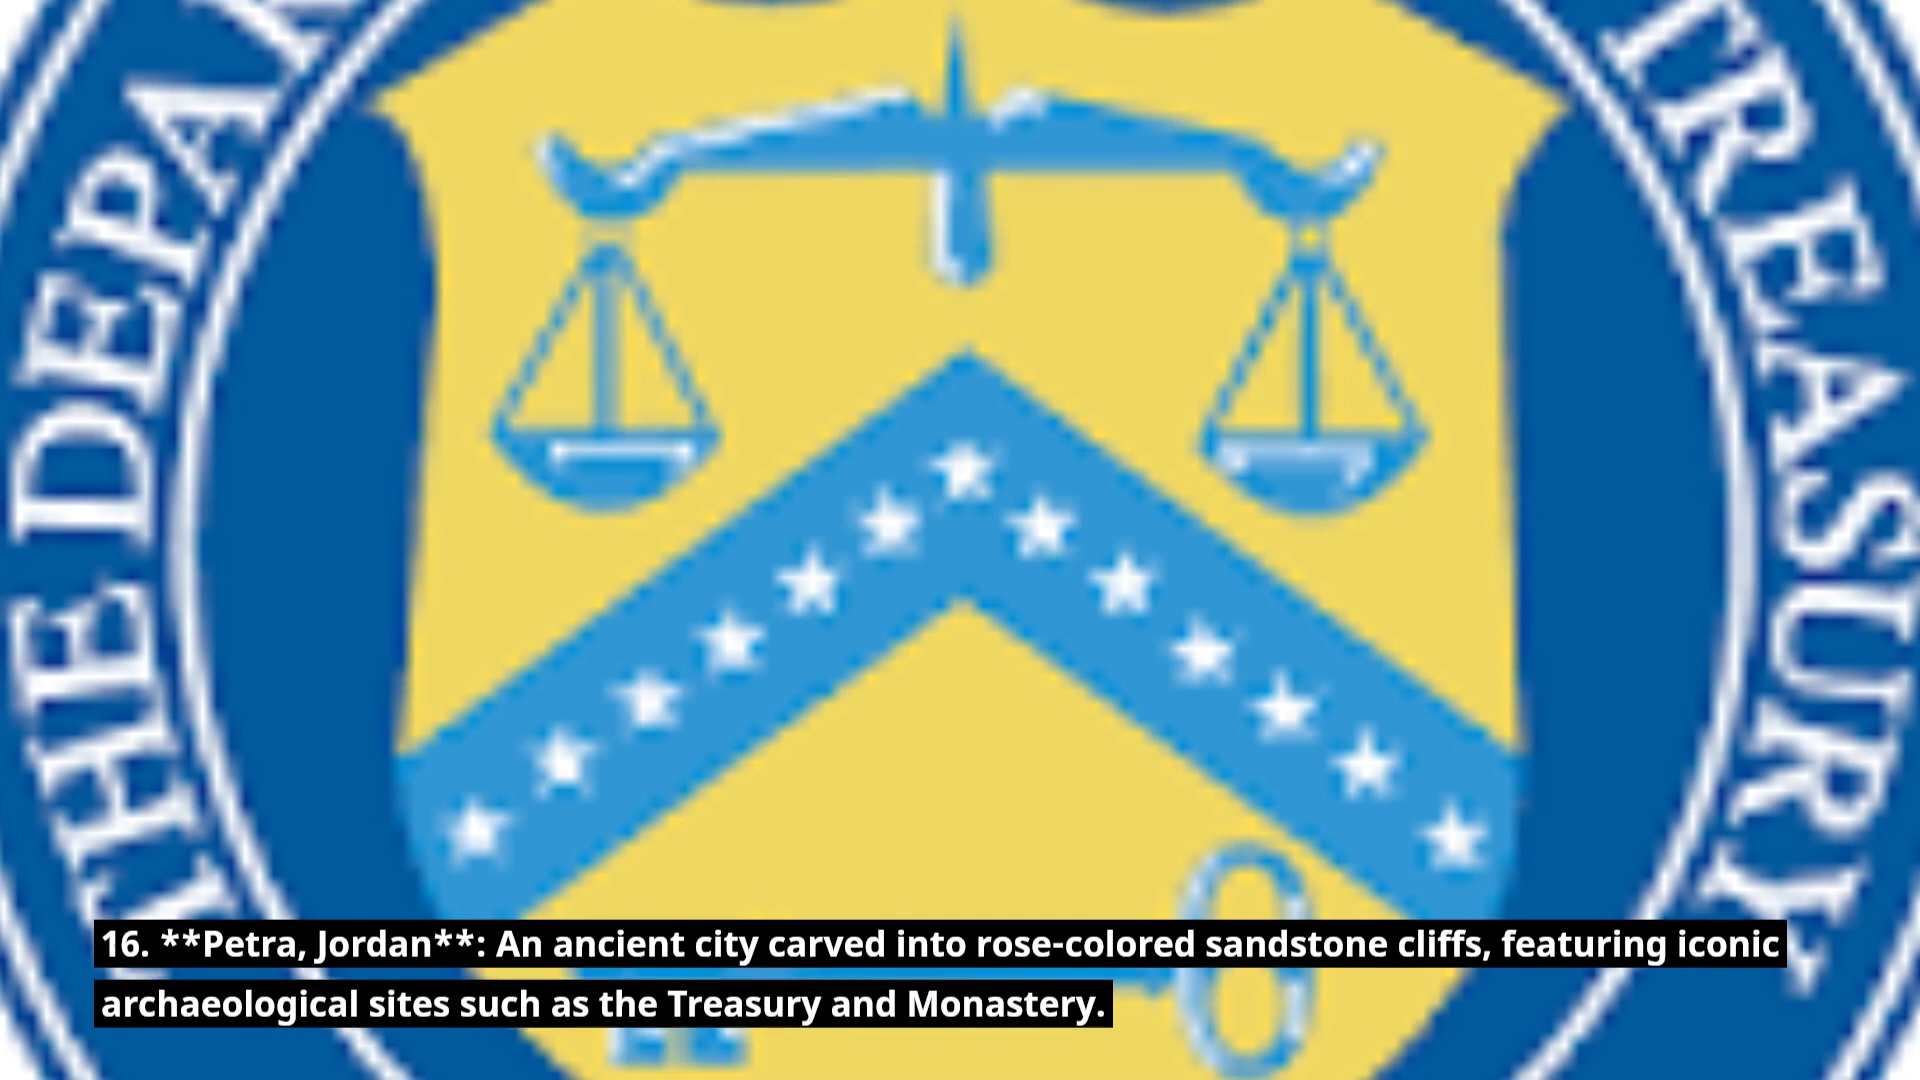 THE DEPAR
TREASURY
16. **Petra, Jordan**: An ancient city carved into rose-colored sandstone cliffs, featuring iconic
archaeological sites such as the Treasury and Monastery.